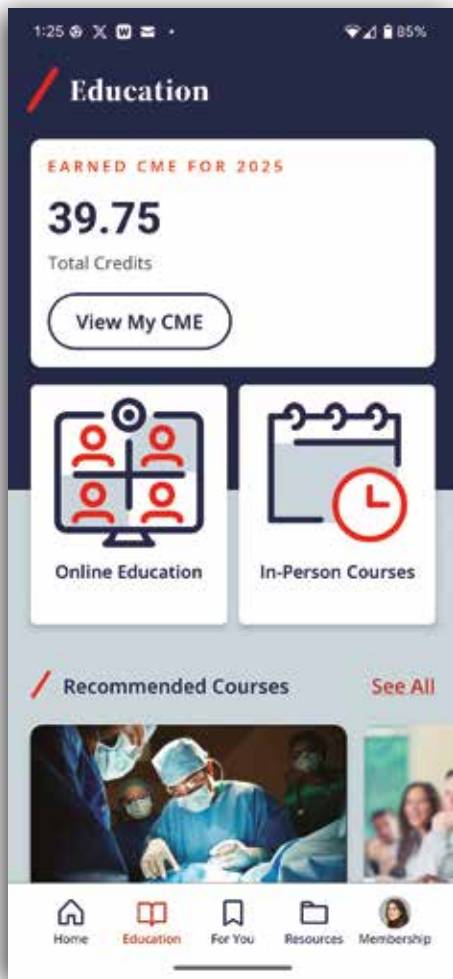 1:25
85%
Education
EARNED CME FOR 2025
39.75
Total Credits
View My CME
Online Education
In-Person Courses
Recommended Courses
See All
Home
Education
For You
Resources
Membership